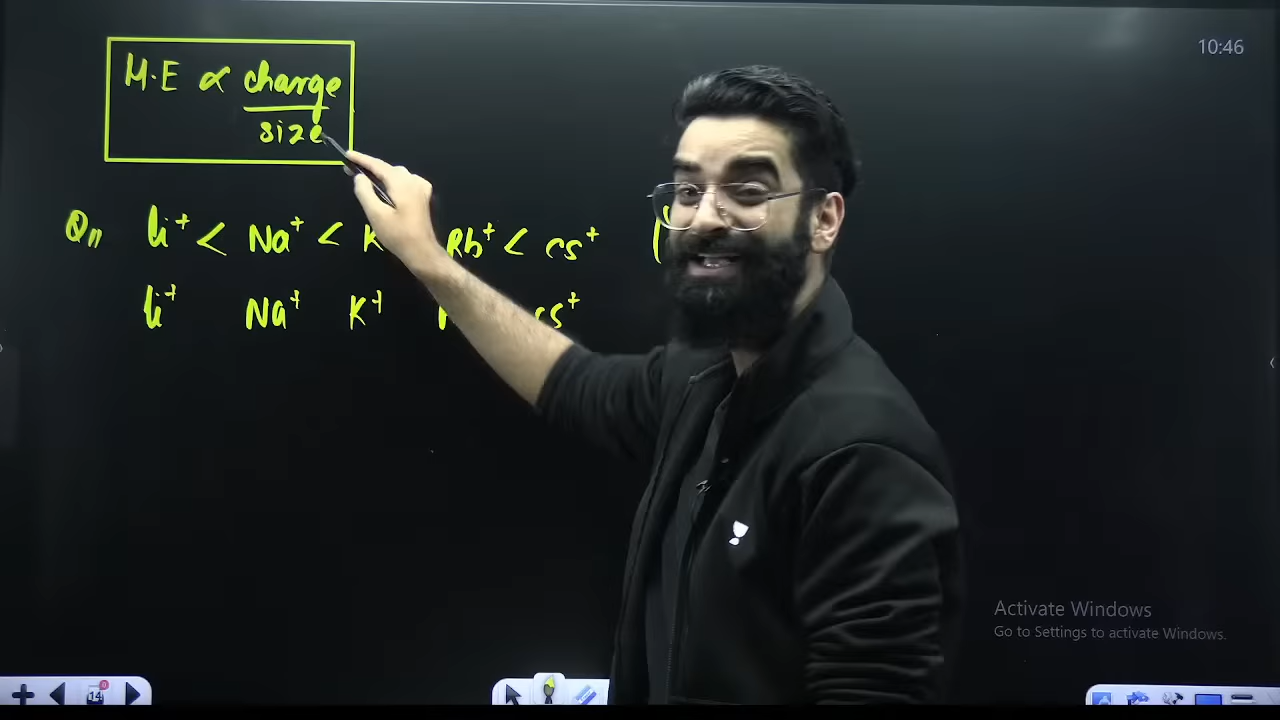 10:46
H.E ∝ charge
size
Qn Li⁺ < Na⁺ < K Rb⁺ < Cs⁺
Li⁺ Na⁺ K⁺ Cs⁺
Activate Windows
Go to Settings to activate Windows.
14